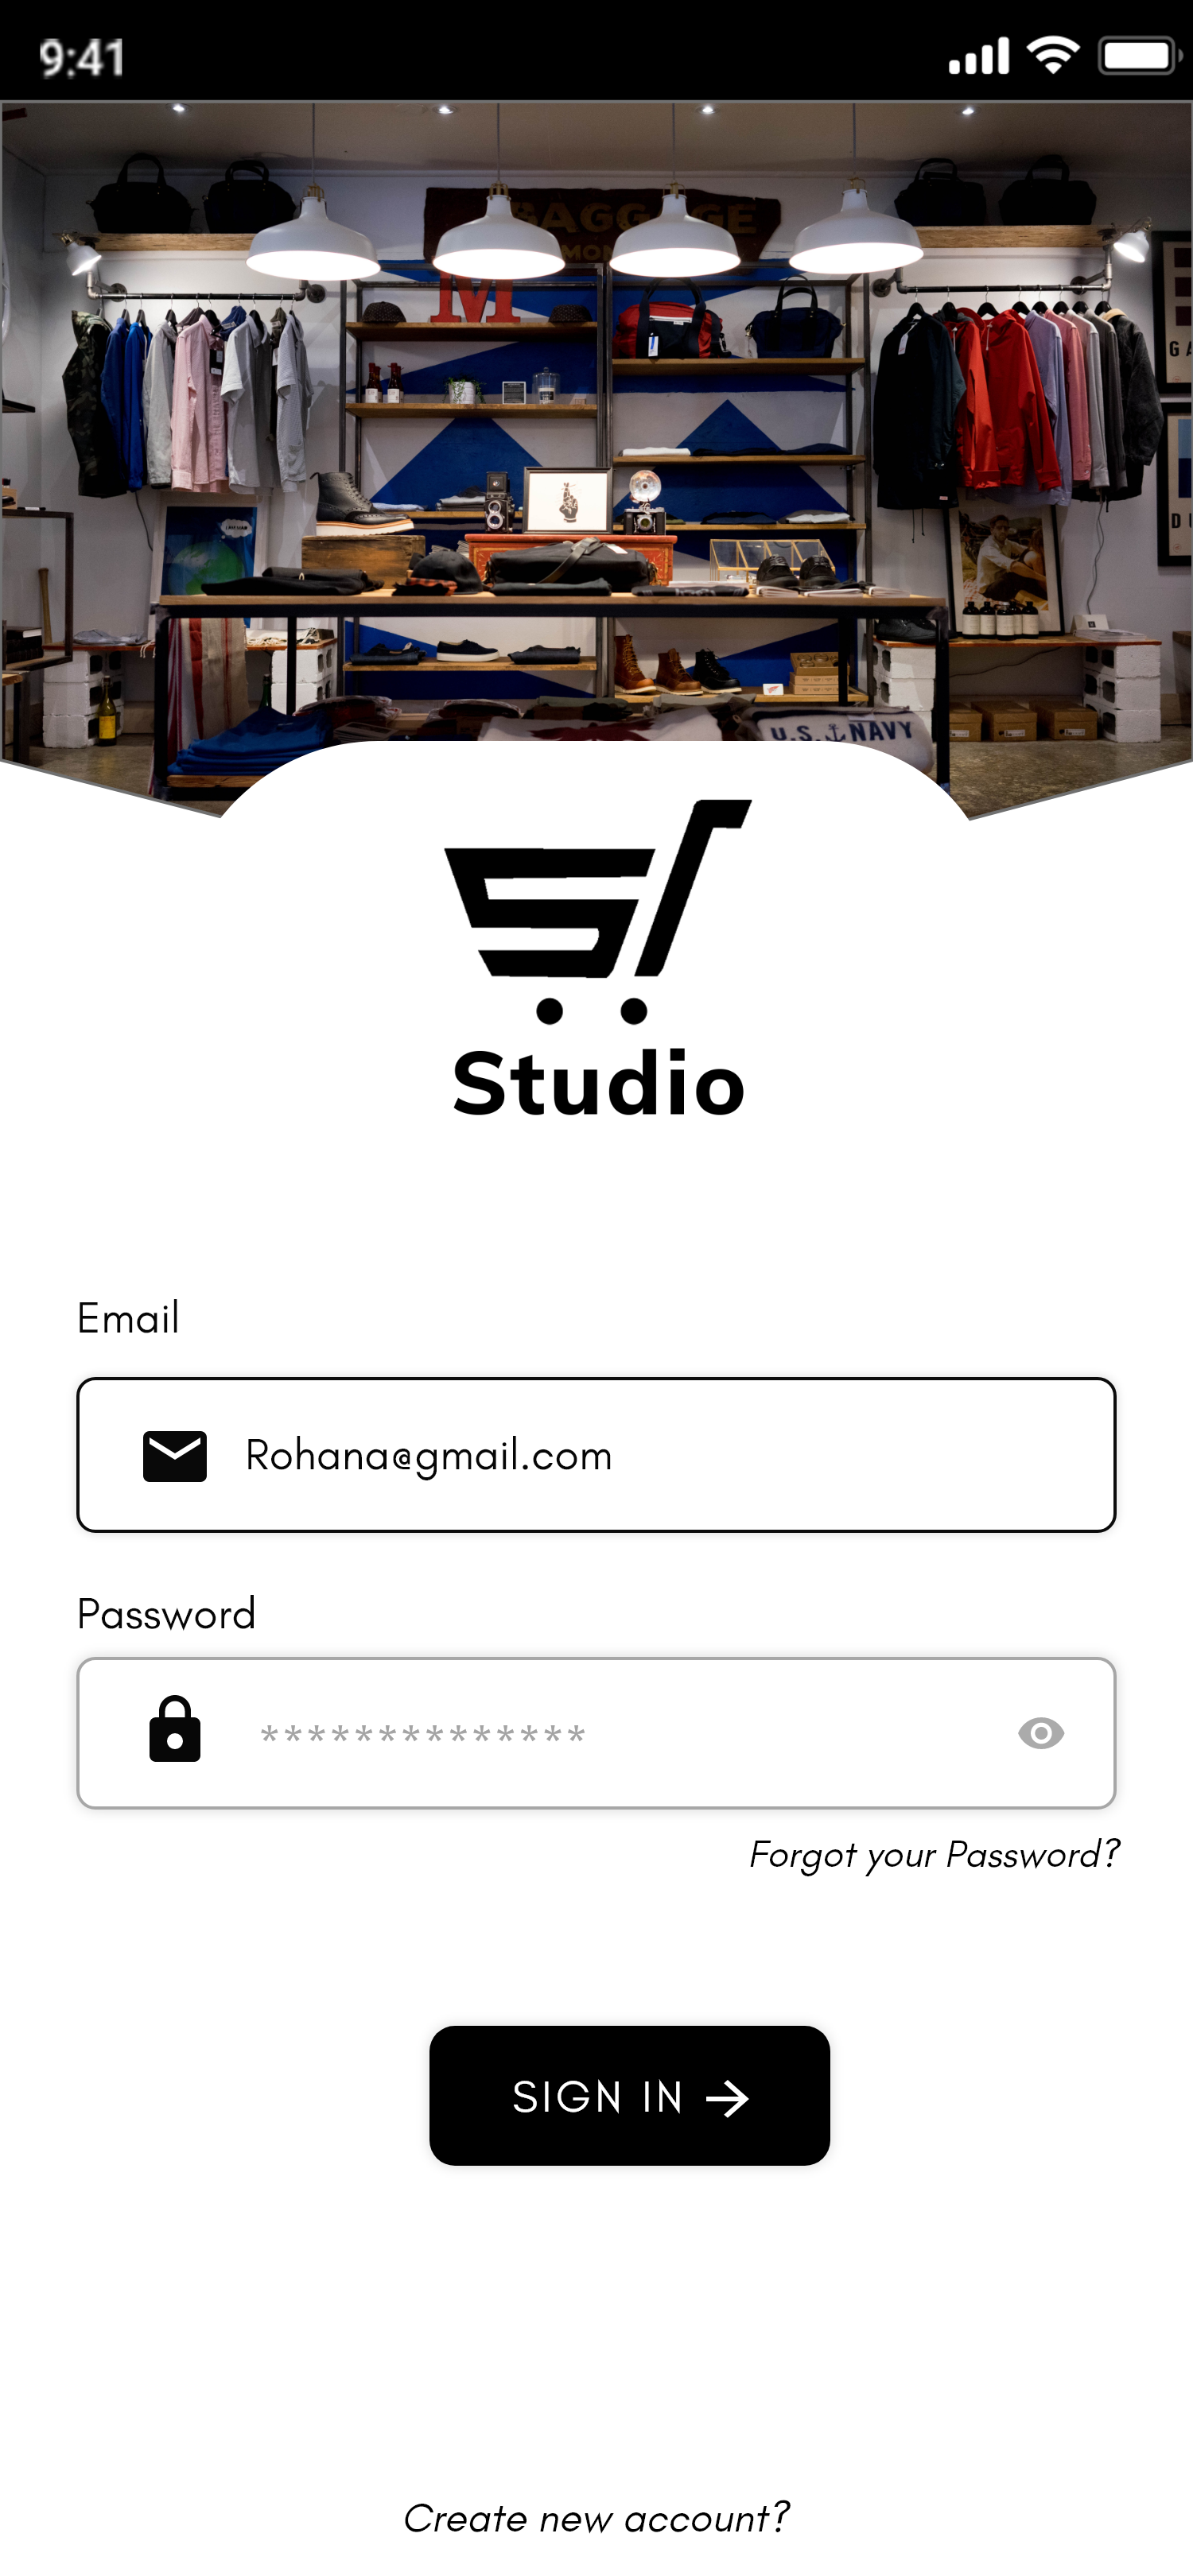 9:41
BAGGAGE
M
U.S. NAVY
Studio
Email
Rohana@gmail.com
Password
**************
Forgot your Password?
SIGN IN →
Create new account?